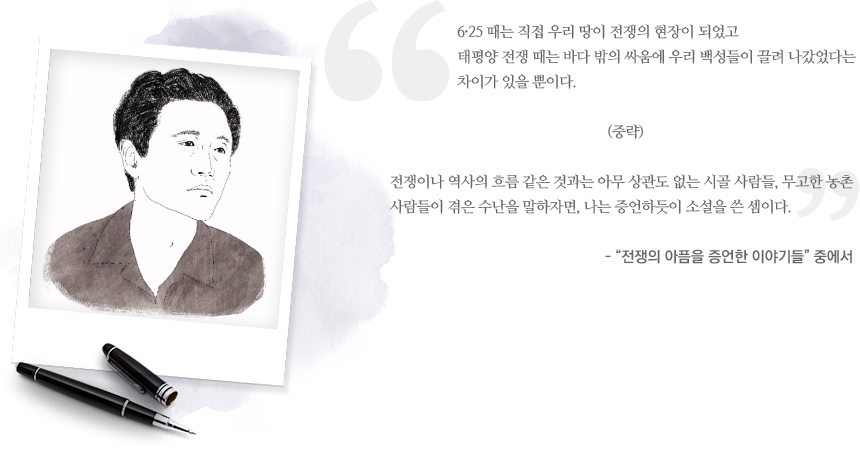 6·25 때는 직접 우리 땅이 전쟁의 현장이 되었고
태평양 전쟁 때는 바다 밖의 싸움에 우리 백성들이 끌려 나갔었다는
차이가 있을 뿐이다.
(중략)
전쟁이나 역사의 흐름 같은 것과는 아무 상관도 없는 시골 사람들, 무고한 농촌
사람들이 겪은 수난을 말하자면, 나는 증언하듯이 소설을 쓴 셈이다.
- “전쟁의 아픔을 증언한 이야기들” 중에서